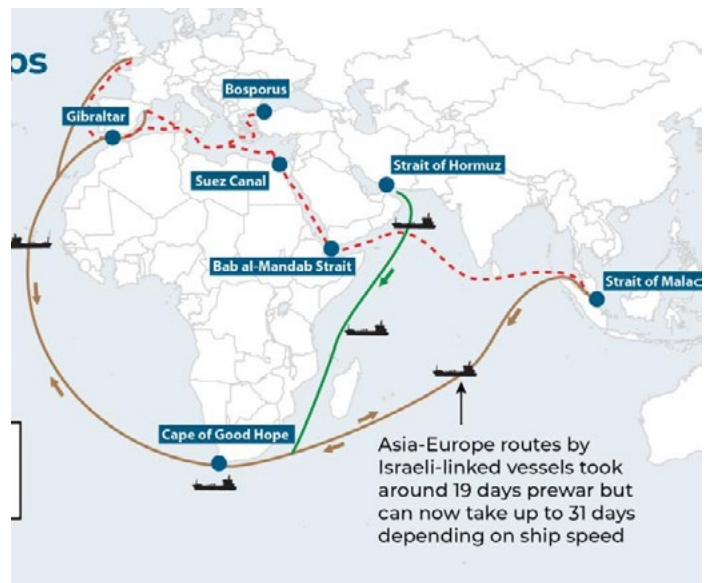 os
Bosporus
Gibraltar
Strait of Hormuz
Suez Canal
Bab al-Mandab Strait
Strait of Malac
Cape of Good Hope
Asia-Europe routes by
Israeli-linked vessels took
around 19 days prewar but
can now take up to 31 days
depending on ship speed